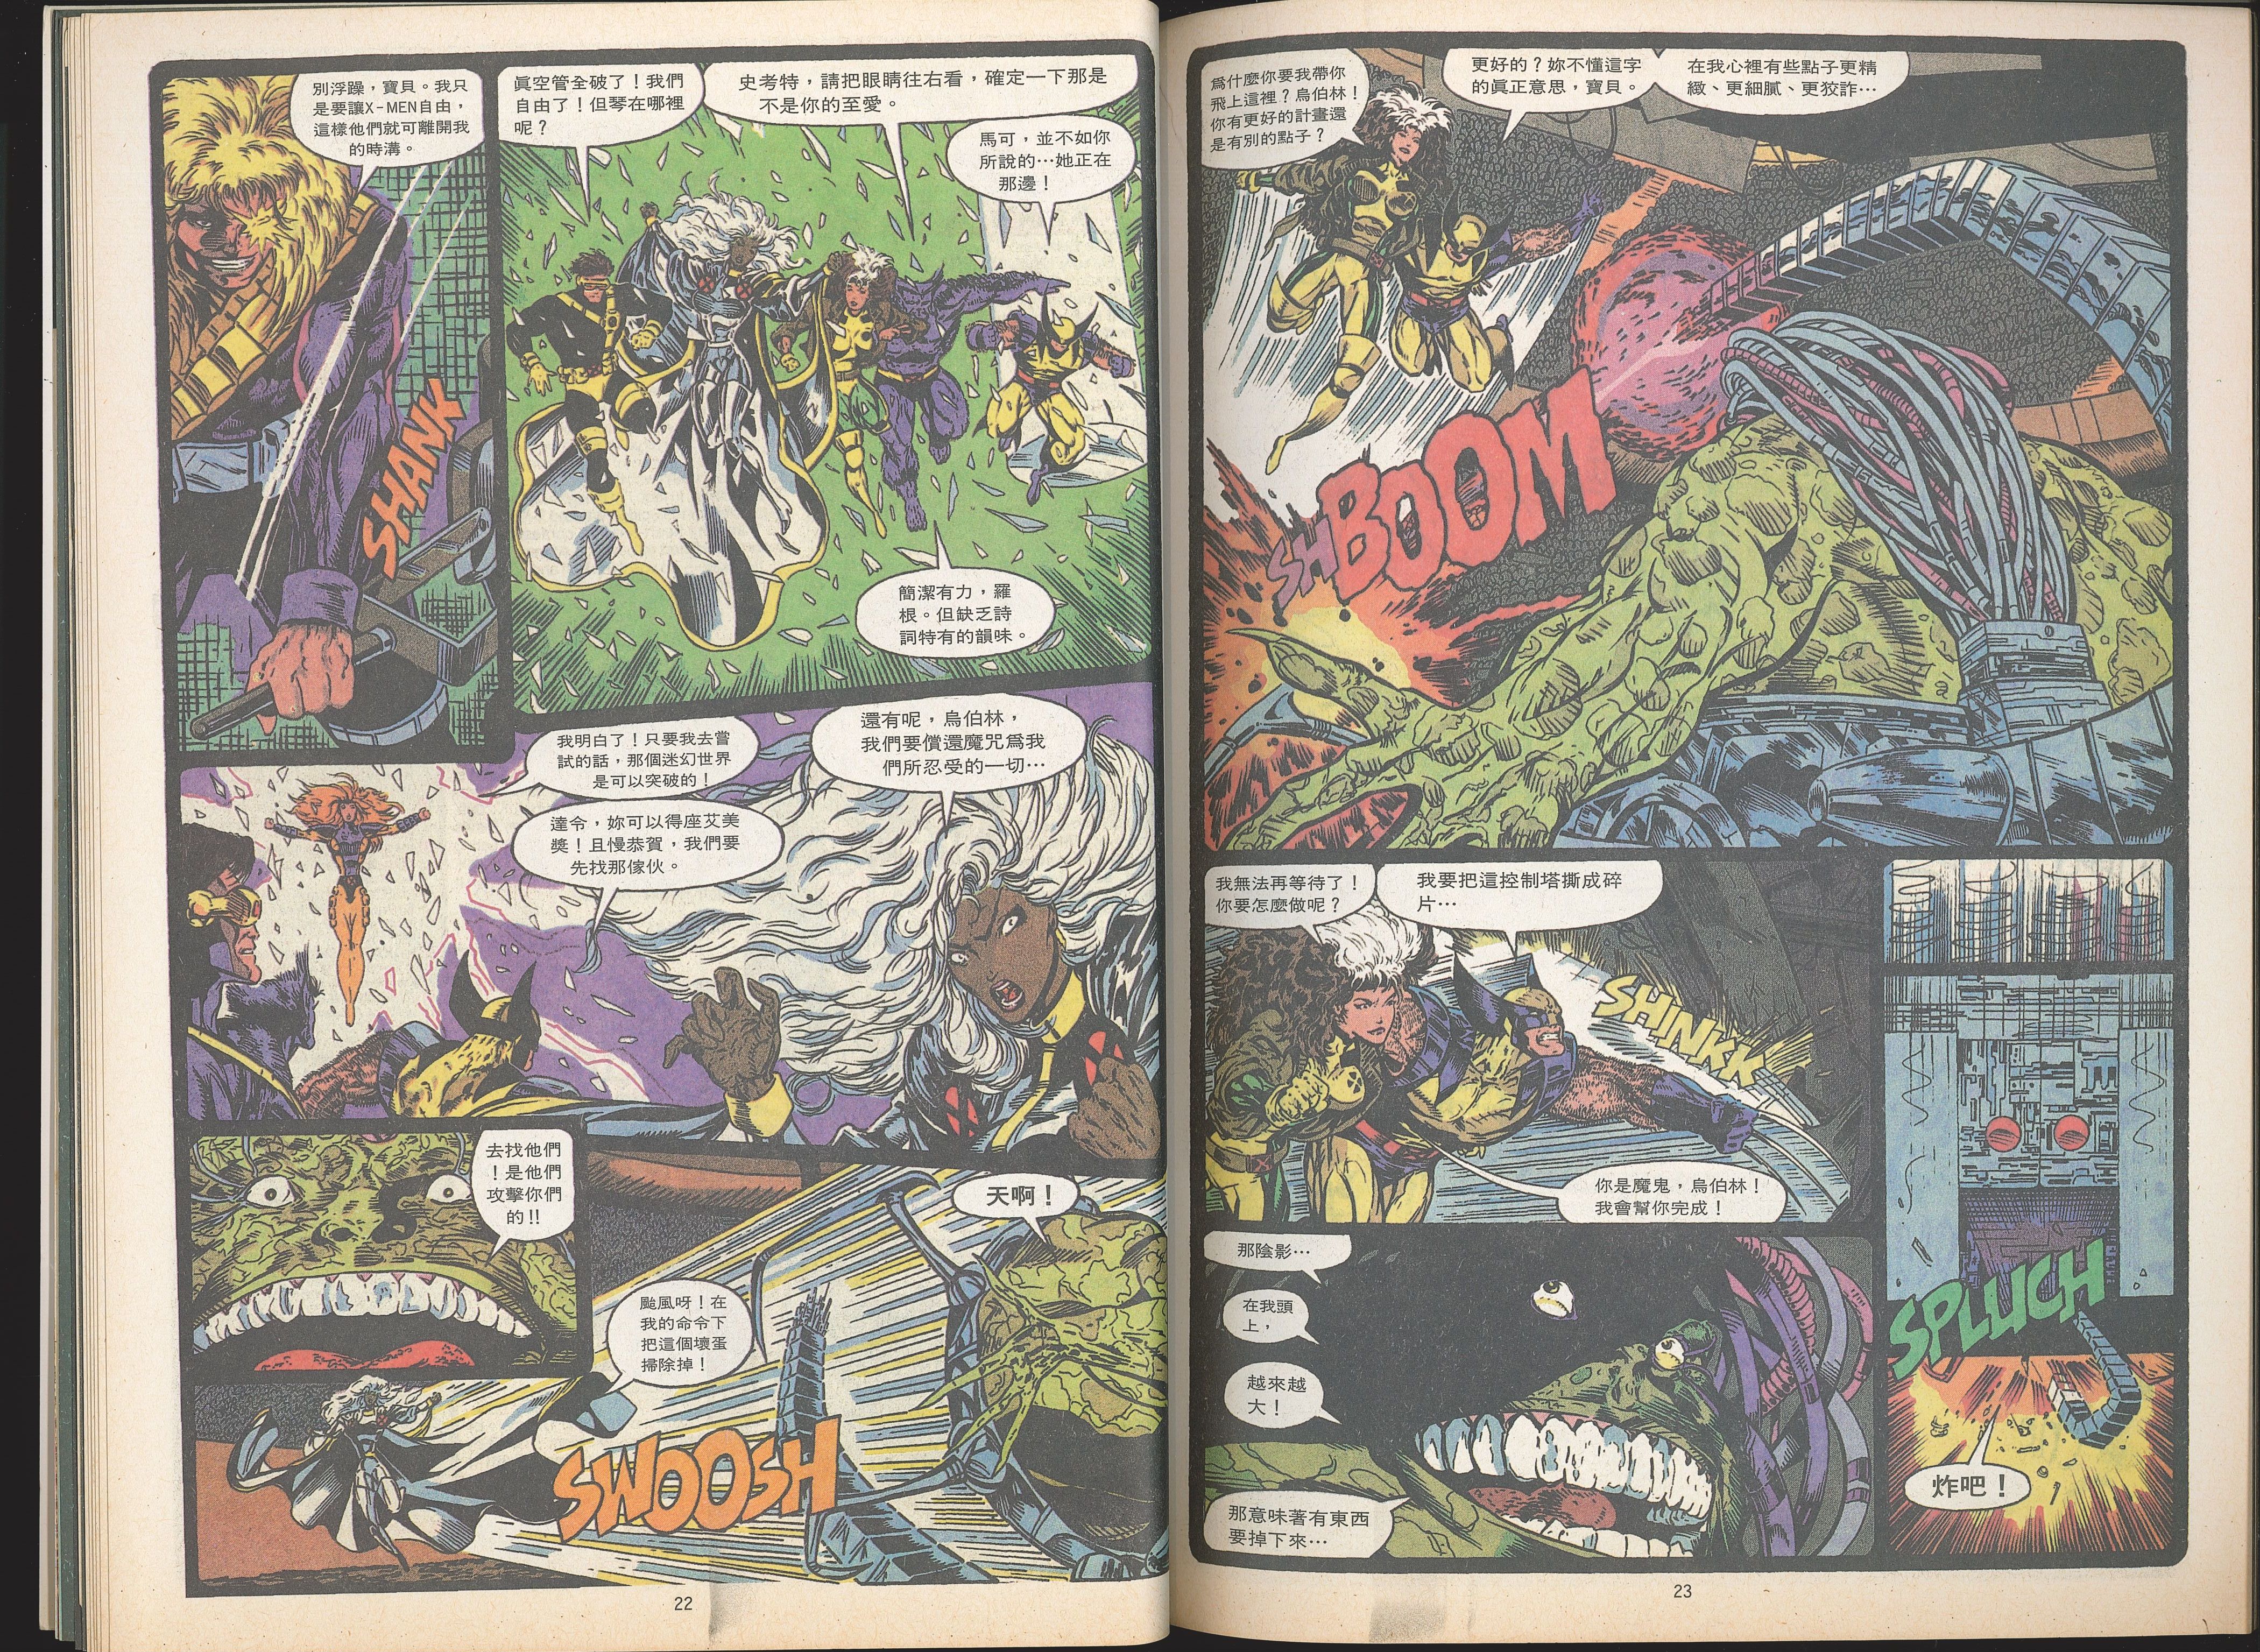 別浮躁，寶貝。我只
是要讓X-MEN自由，
這樣他們就可離開我
的時溝。
SHANK
眞空管全破了！我們
自由了！但琴在哪裡
呢？
史考特，請把眼睛往右看，確定一下那是
不是你的至愛。
馬可，並不如你
所說的…她正在
那邊！
簡潔有力，羅
根。但缺乏詩
詞特有的韻味。
我明白了！只要我去嘗
試的話，那個迷幻世界
是可以突破的！
還有呢，烏伯林，
我們要償還魔咒爲我
們所忍受的一切…
達令，妳可以得座艾美
獎！且慢恭賀，我們要
先找那傢伙。
去找他們
！是他們
攻擊你們
的!!
天啊！
颱風呀！在
我的命令下
把這個壞蛋
掃除掉！
SWOOSH
22
爲什麼你要我帶你
飛上這裡？烏伯林！
你有更好的計畫還
是有別的點子？
更好的？妳不懂這字
的眞正意思，寶貝。
在我心裡有些點子更精
緻、更細膩、更狡詐…
SHBOOM
我無法再等待了！
你要怎麼做呢？
我要把這控制塔撕成碎
片…
SHINKK
你是魔鬼，烏伯林！
我會幫你完成！
那陰影…
在我頭
上，
越來越
大！
那意味著有東西
要掉下來…
SPLUCH
炸吧！
23